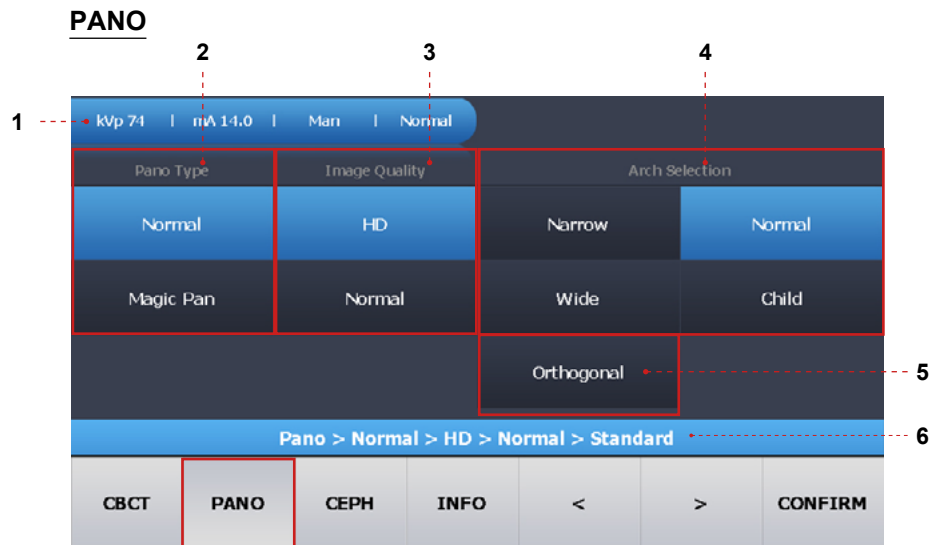 PANO
2 3 4
1 kVp 74 | mA 14.0 | Man | Normal
Pano Type Image Quality Arch Selection
Normal HD Narrow Normal
Magic Pan Normal Wide Child
Orthogonal 5
Pano > Normal > HD > Normal > Standard 6
CBCT PANO CEPH INFO < > CONFIRM